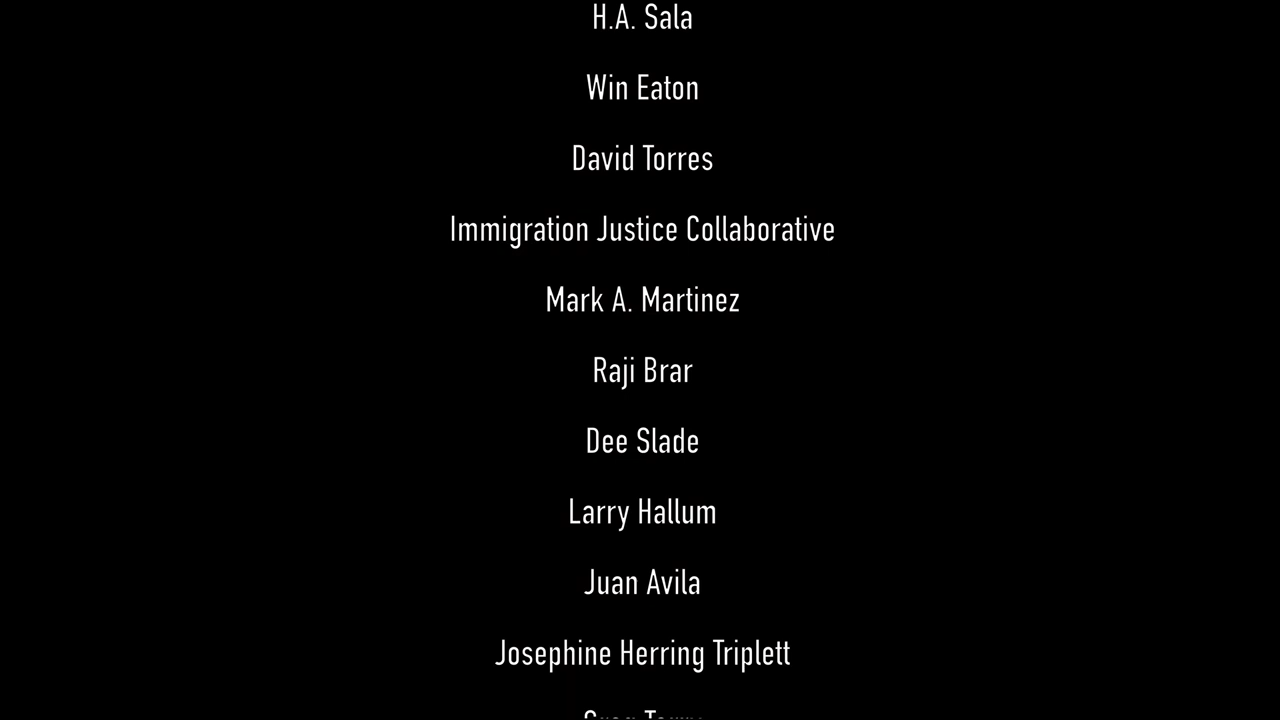 H.A. Sala
Win Eaton
David Torres
Immigration Justice Collaborative
Mark A. Martinez
Raji Brar
Dee Slade
Larry Hallum
Juan Avila
Josephine Herring Triplett